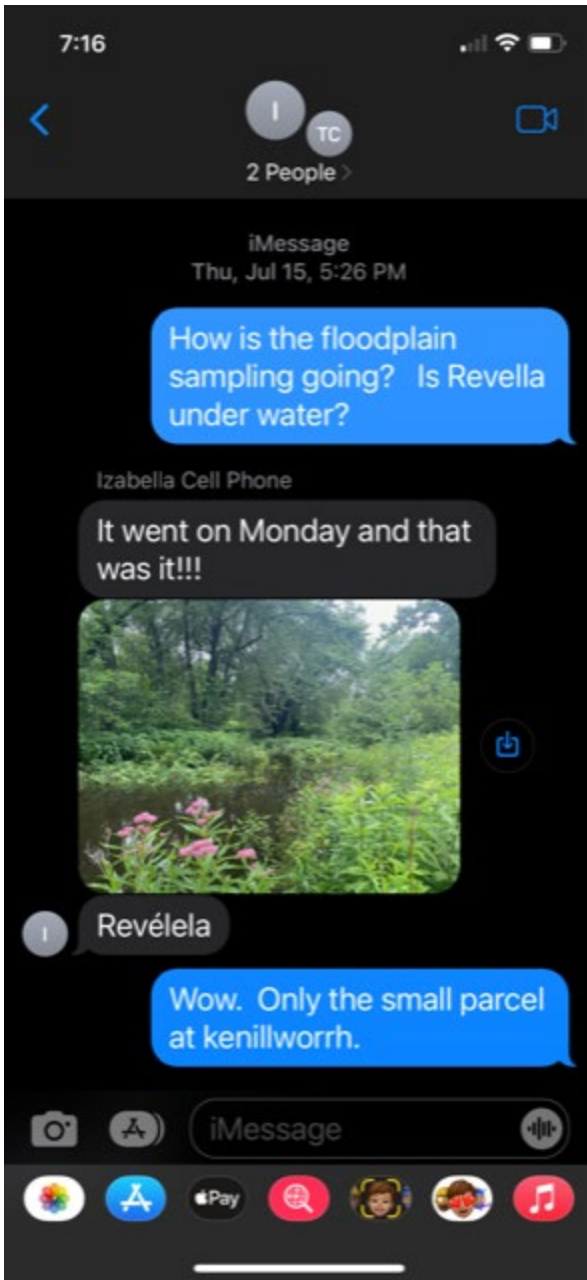 7:16
I
TC
2 People >
iMessage
Thu, Jul 15, 5:26 PM
How is the floodplain
sampling going?   Is Revella
under water?
Izabella Cell Phone
It went on Monday and that
was it!!!
I
Revélela
Wow.  Only the small parcel
at kenillworrh.
iMessage
Pay